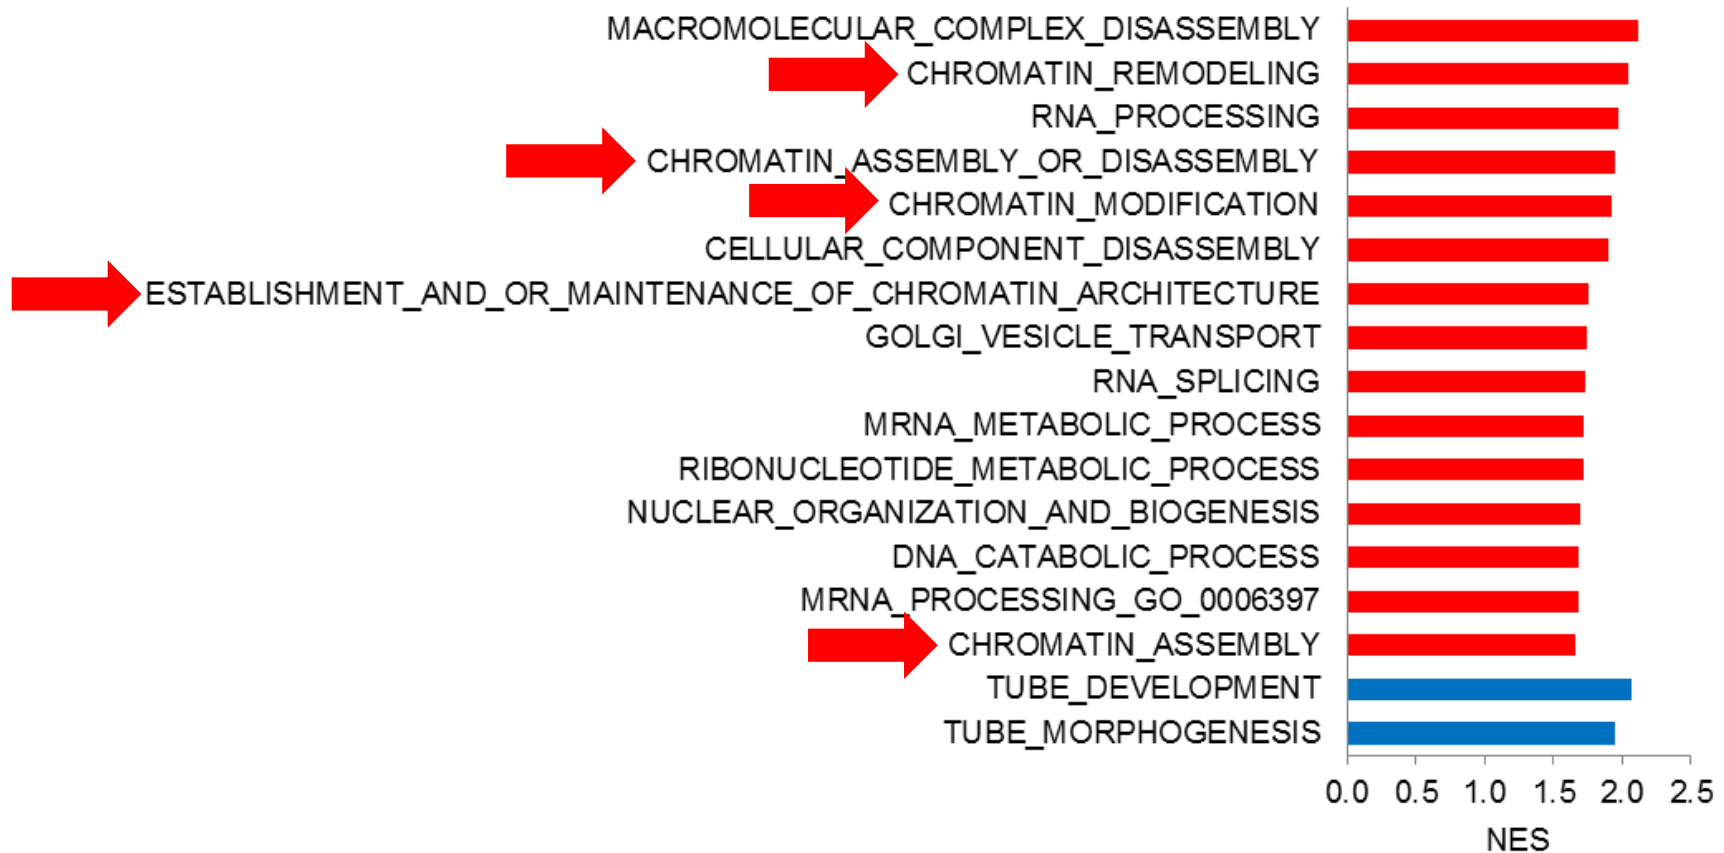 MACROMOLECULAR_COMPLEX_DISASSEMBLY
CHROMATIN_REMODELING
RNA_PROCESSING
CHROMATIN_ASSEMBLY_OR_DISASSEMBLY
CHROMATIN_MODIFICATION
CELLULAR_COMPONENT_DISASSEMBLY
ESTABLISHMENT_AND_OR_MAINTENANCE_OF_CHROMATIN_ARCHITECTURE
GOLGI_VESICLE_TRANSPORT
RNA_SPLICING
MRNA_METABOLIC_PROCESS
RIBONUCLEOTIDE_METABOLIC_PROCESS
NUCLEAR_ORGANIZATION_AND_BIOGENESIS
DNA_CATABOLIC_PROCESS
MRNA_PROCESSING_GO_0006397
CHROMATIN_ASSEMBLY
TUBE_DEVELOPMENT
TUBE_MORPHOGENESIS
0.0 0.5 1.0 1.5 2.0 2.5
NES